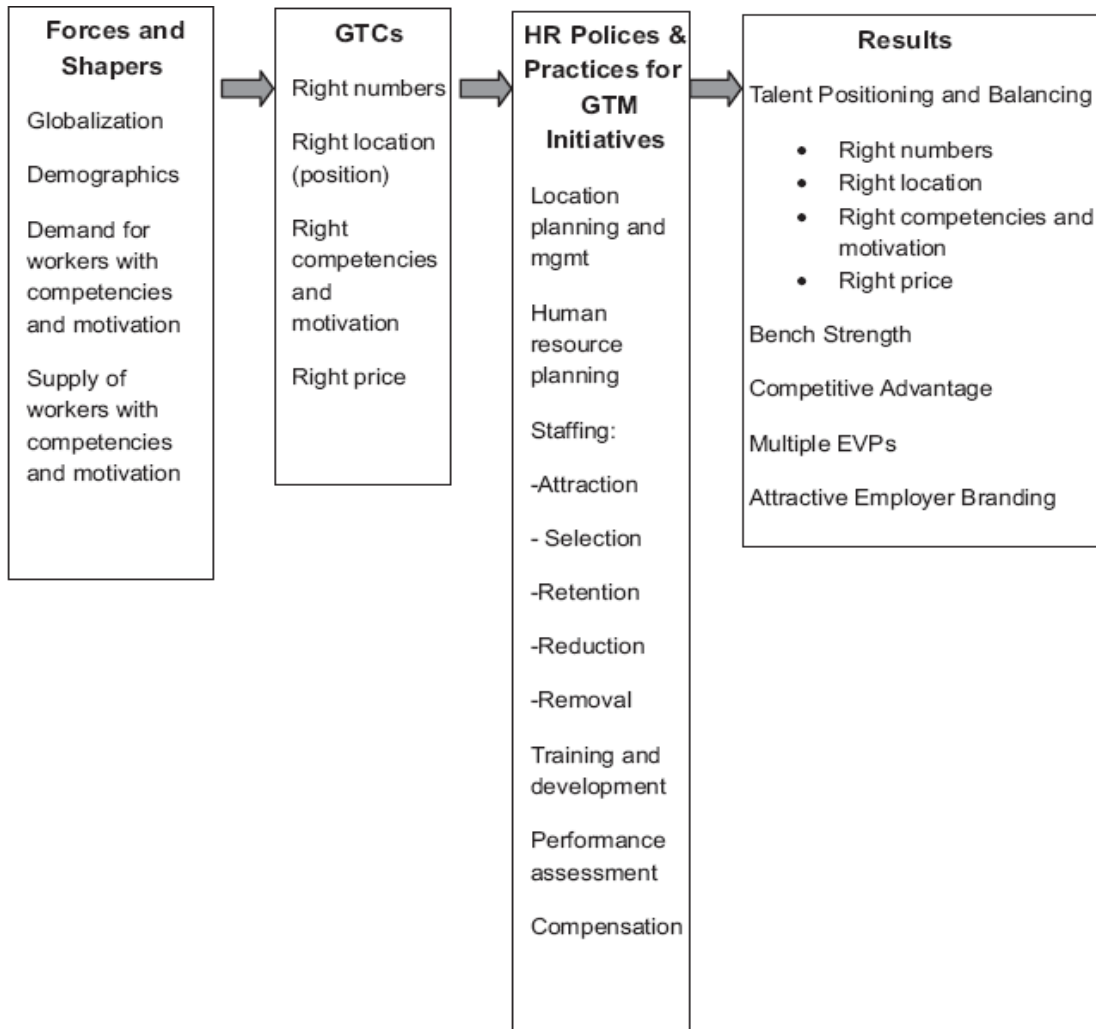 Forces and
Shapers
Globalization
Demographics
Demand for
workers with
competencies
and motivation
Supply of
workers with
competencies
and motivation
GTCs
Right numbers
Right location
(position)
Right
competencies
and
motivation
Right price
HR Polices &
Practices for
GTM
Initiatives
Location
planning and
mgmt
Human
resource
planning
Staffing:
-Attraction
- Selection
-Retention
-Reduction
-Removal
Training and
development
Performance
assessment
Compensation
Results
Talent Positioning and Balancing
• Right numbers
• Right location
• Right competencies and
motivation
• Right price
Bench Strength
Competitive Advantage
Multiple EVPs
Attractive Employer Branding